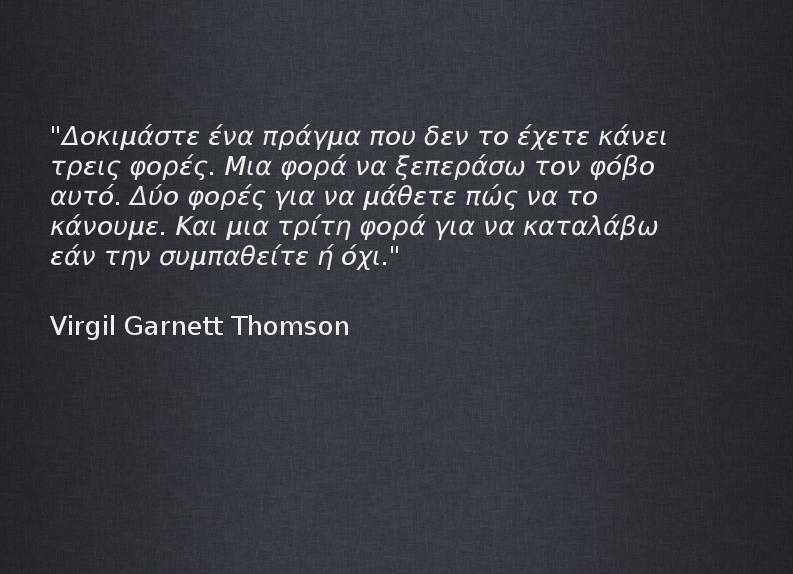 "Δοκιμάστε ένα πράγμα που δεν το έχετε κάνει
τρεις φορές. Μια φορά να ξεπεράσω τον φόβο
αυτό. Δύο φορές για να μάθετε πώς να το
κάνουμε. Και μια τρίτη φορά για να καταλάβω
εάν την συμπαθείτε ή όχι."
Virgil Garnett Thomson